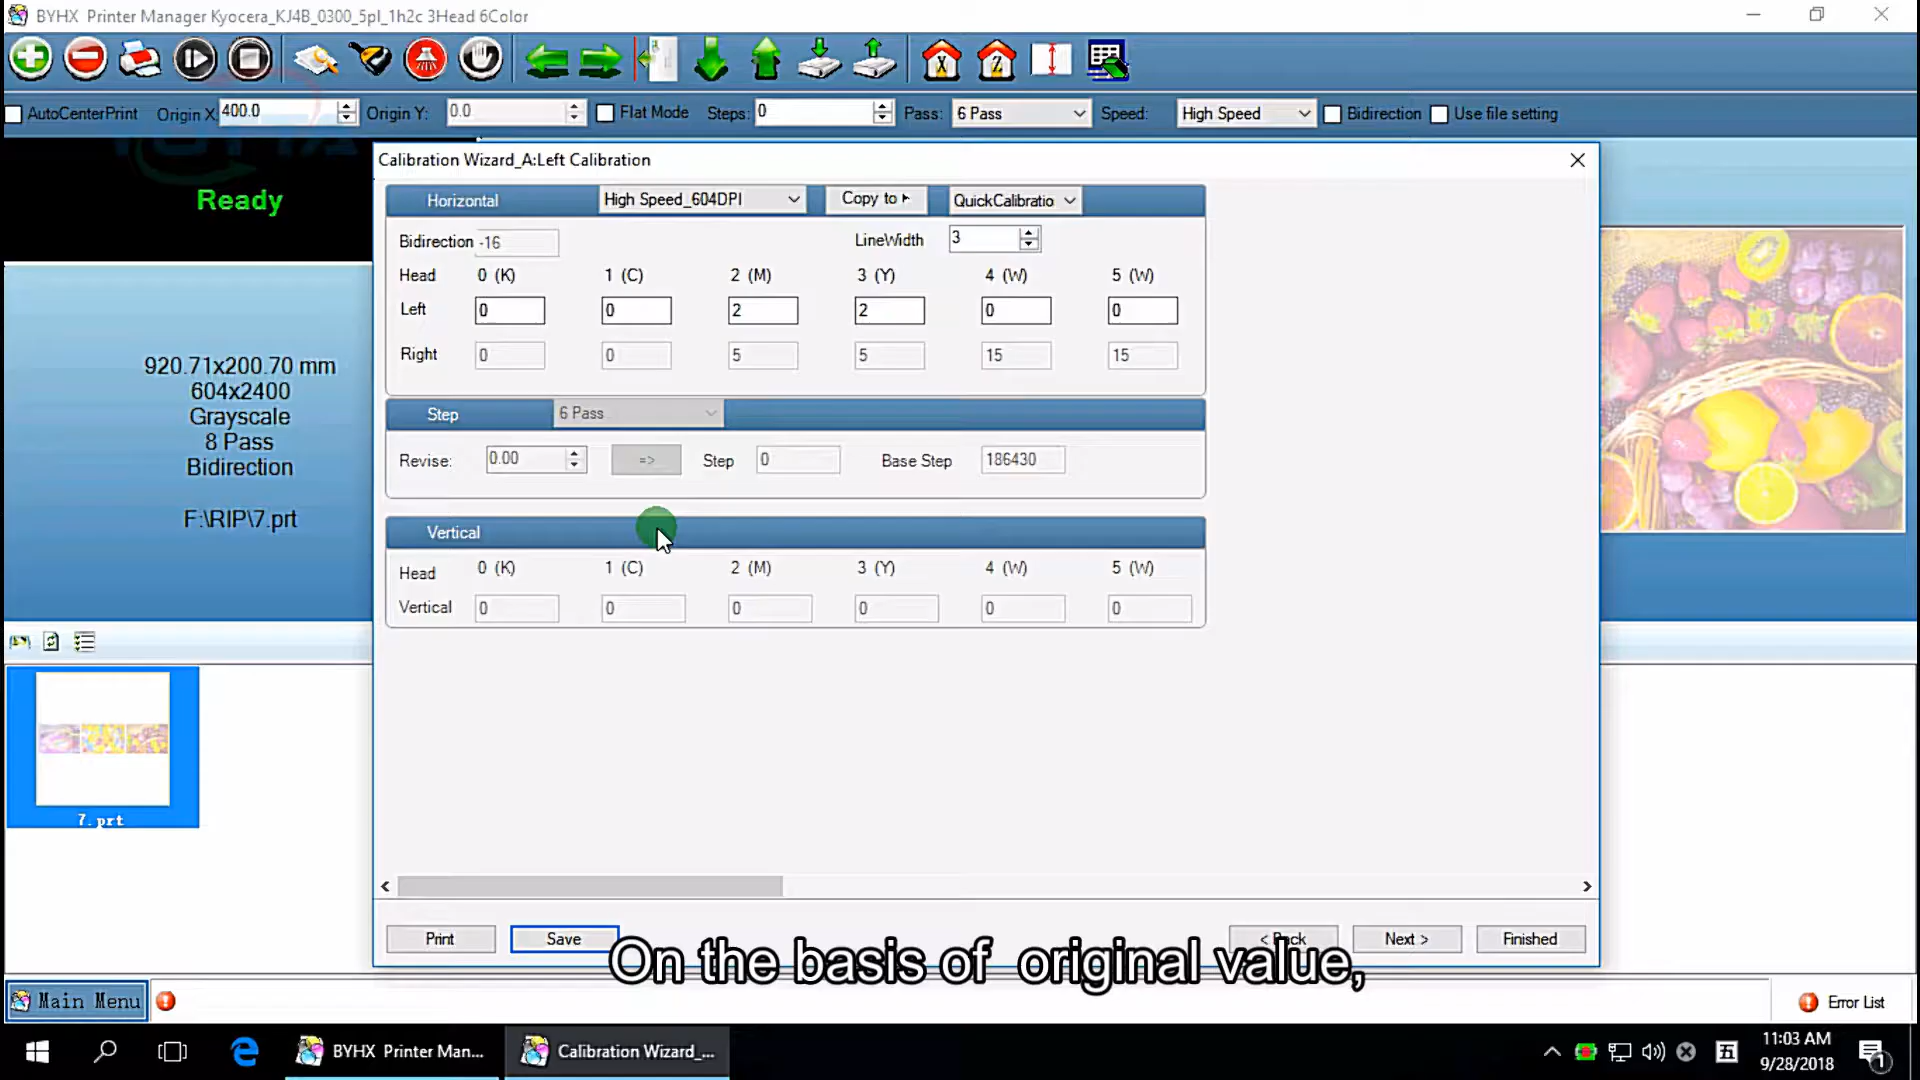 BYHX Printer Manager Kyocera_KJ4B_0300_5pl_1h2c 3Head 6Color
AutoCenterPrint Origin X 400.0 Origin Y: 0.0 Flat Mode Steps: 0 Pass: 6 Pass Speed: High Speed Bidirection Use file setting
Ready
920.71x200.70 mm
604x2400
Grayscale
8 Pass
Bidirection
F:\RIP\7.prt
7.prt
Calibration Wizard_A:Left Calibration
Horizontal High Speed_604DPI Copy to QuickCalibratio
Bidirection -16 LineWidth 3
Head 0 (K) 1 (C) 2 (M) 3 (Y) 4 (W) 5 (W)
Left 0 0 2 2 0 0
Right 0 0 5 5 15 15
Step 6 Pass
Revise: 0.00 => Step 0 Base Step 186430
Vertical
Head 0 (K) 1 (C) 2 (M) 3 (Y) 4 (W) 5 (W)
Vertical 0 0 0 0 0 0
Print Save < Back Next > Finished
On the basis of original value,
Main Menu Error List
BYHX Printer Man... Calibration Wizard_...
五
11:03 AM
9/28/2018
1